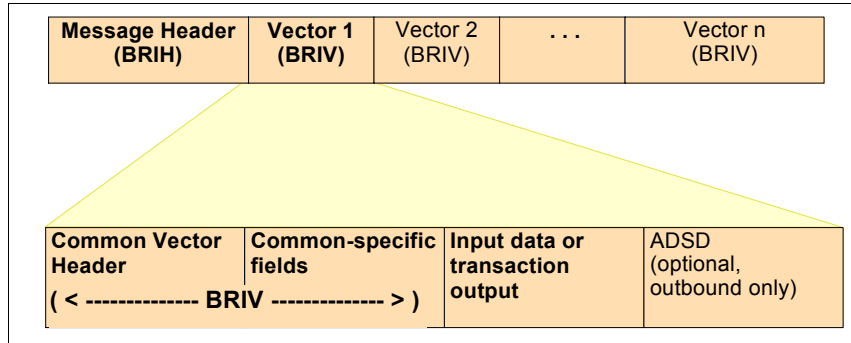 Message Header
(BRIH)
Vector 1
(BRIV)
Vector 2
(BRIV)
. . .
Vector n
(BRIV)
Common Vector
Header
Common-specific
fields
( < -------------- BRIV -------------- > )
Input data or
transaction
output
ADSD
(optional,
outbound only)